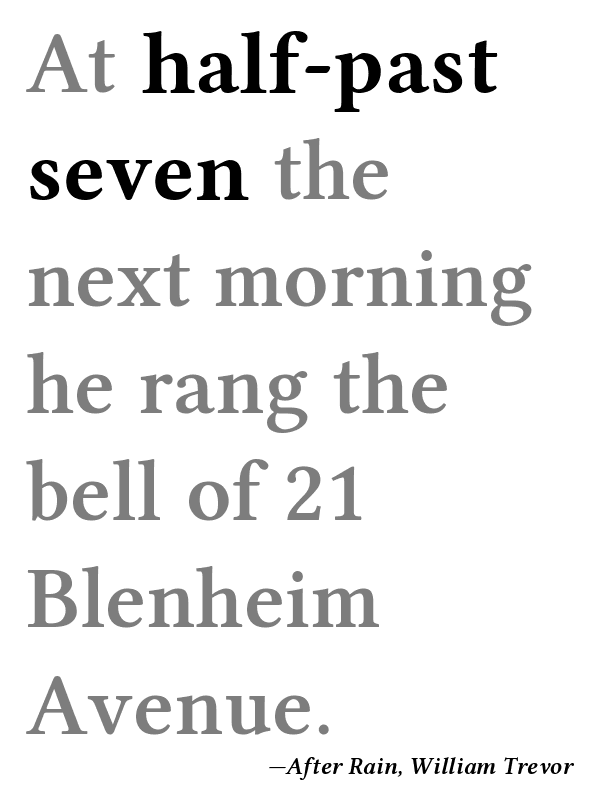 At half-past
seven the
next morning
he rang the
bell of 21
Blenheim
Avenue.
—After Rain, William Trevor